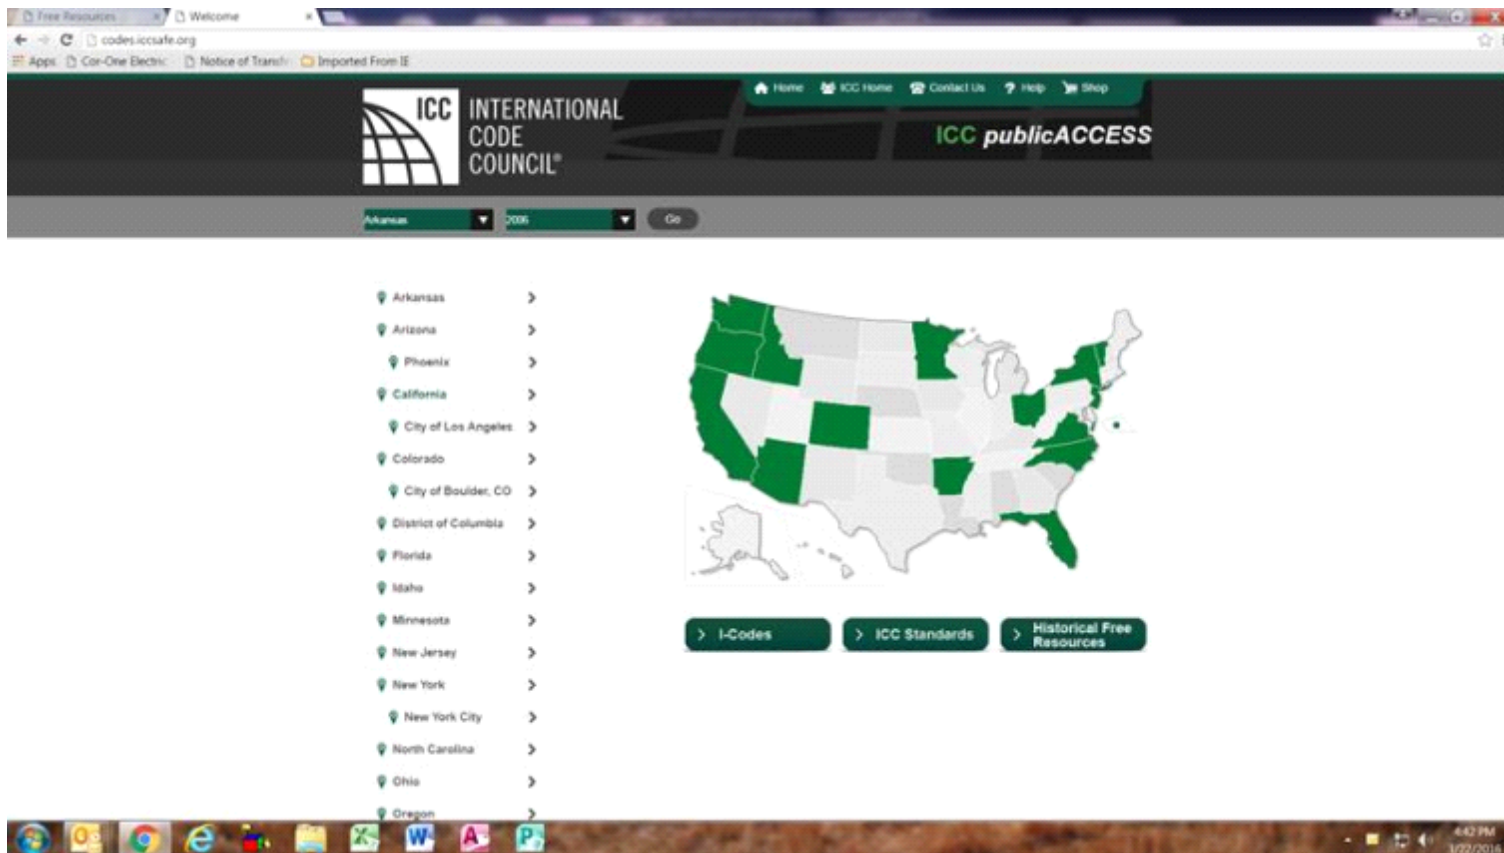 Free Resources
Welcome
codes.iccsafe.org
Apps
Cor-One Electric
Notice of Transf
Imported From IE
Home
ICC Home
Contact Us
Help
Shop
ICC INTERNATIONAL
CODE
COUNCIL®
ICC publicACCESS
Arkansas
2006
Go
Arkansas
Arizona
Phoenix
California
City of Los Angeles
Colorado
City of Boulder, CO
District of Columbia
Florida
Idaho
Minnesota
New Jersey
New York
New York City
North Carolina
Ohio
Oregon
I-Codes
ICC Standards
Historical Free
Resources
4:42 PM
1/22/2016